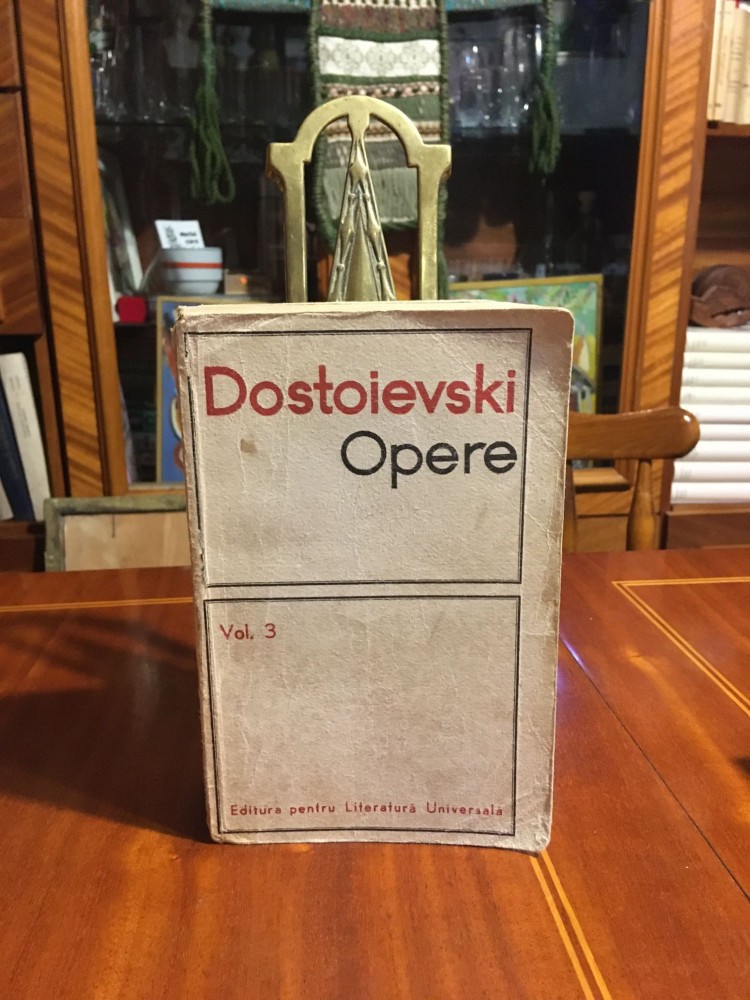 Dostoievski
Opere
Vol. 3
Editura pentru Literatură Universală